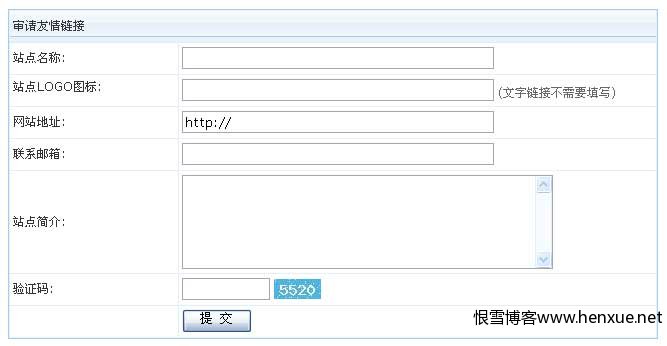 审请友情链接
站点名称：
站点LOGO图标：
(文字链接不需要填写)
网站地址：
http://
联系邮箱：
站点简介：
验证码：
5520
提 交
恨雪博客www.henxue.net